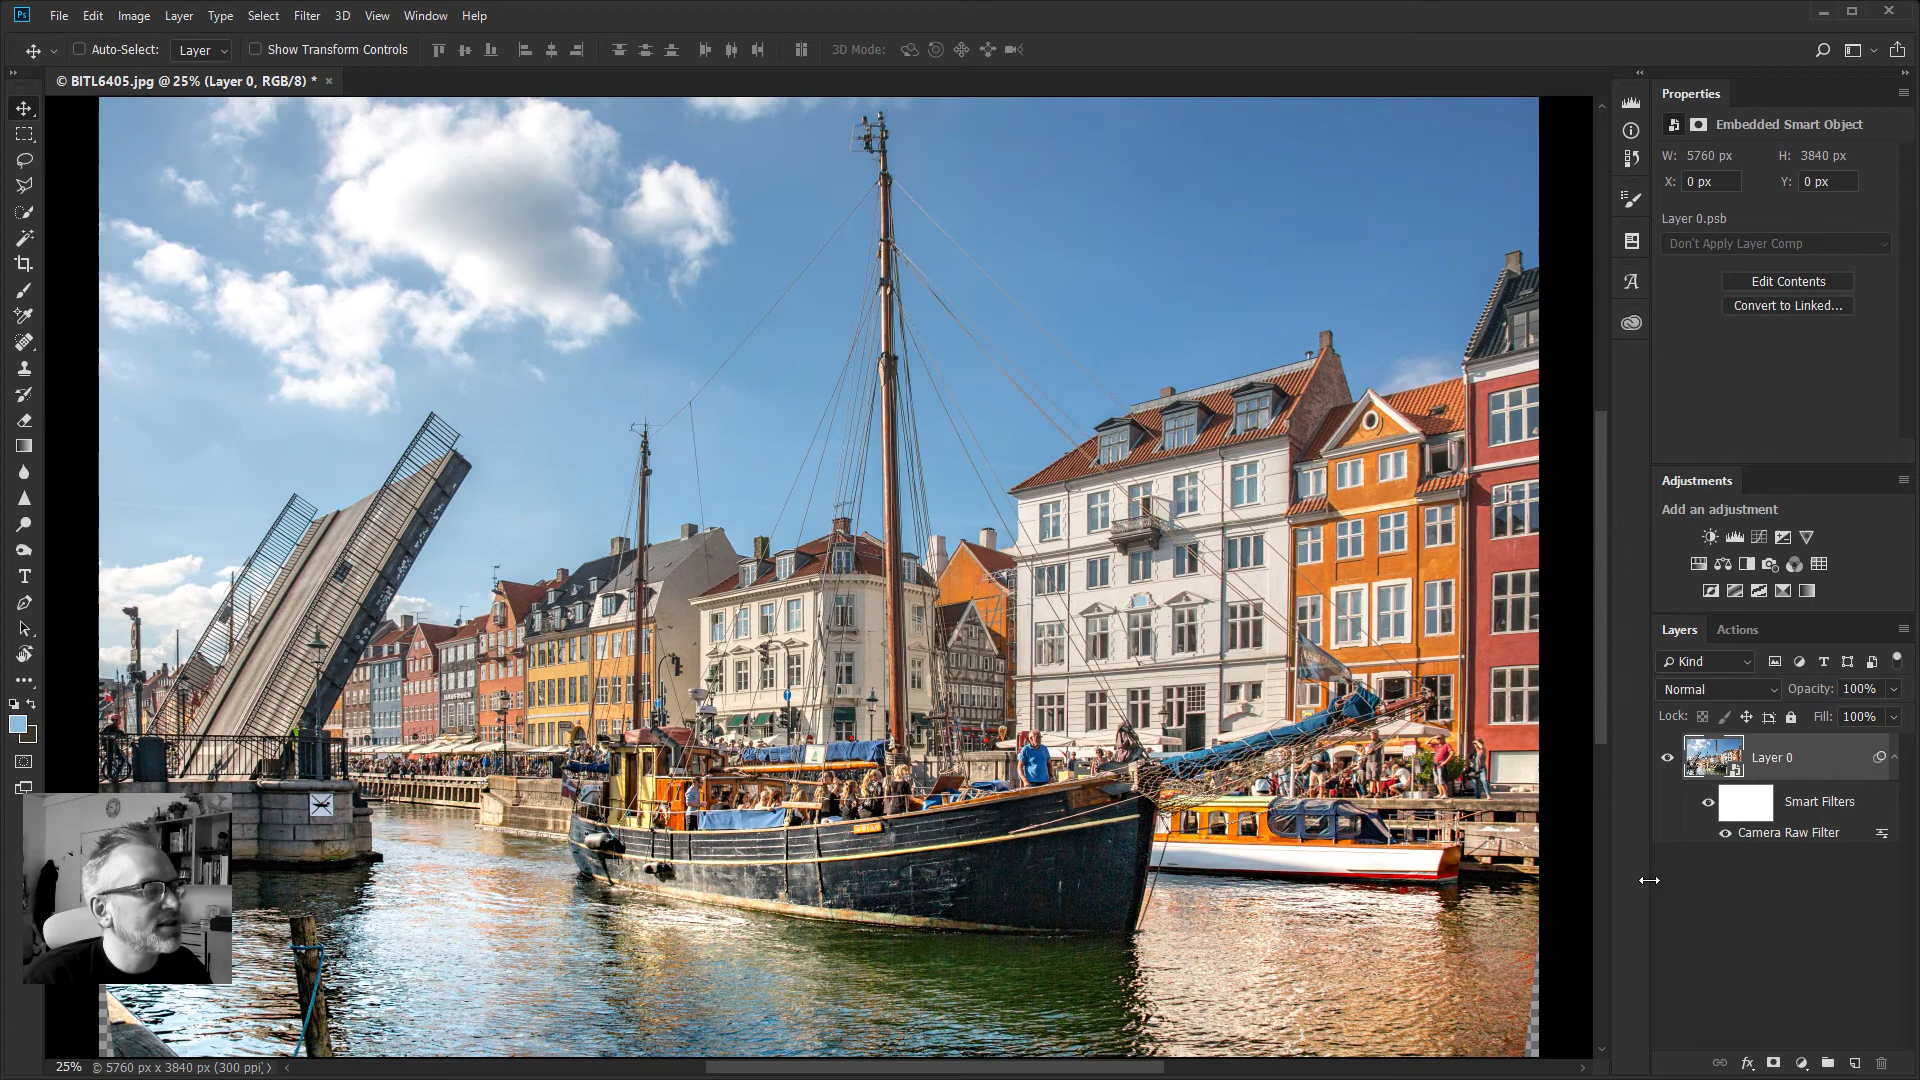 Ps File Edit Image Layer Type Select Filter 3D View Window Help
Auto-Select: Layer Show Transform Controls 3D Mode:
© BITL6405.jpg @ 25% (Layer 0, RGB/8) * ×
Properties
Embedded Smart Object
W: 5760 px H: 3840 px
X: 0 px Y: 0 px
Layer 0.psb
Don't Apply Layer Comp
Edit Contents
Convert to Linked...
Adjustments
Add an adjustment
Layers Actions
Kind
Normal Opacity: 100%
Lock: Fill: 100%
Layer 0
Smart Filters
Camera Raw Filter
25% © 5760 px x 3840 px (300 ppi)